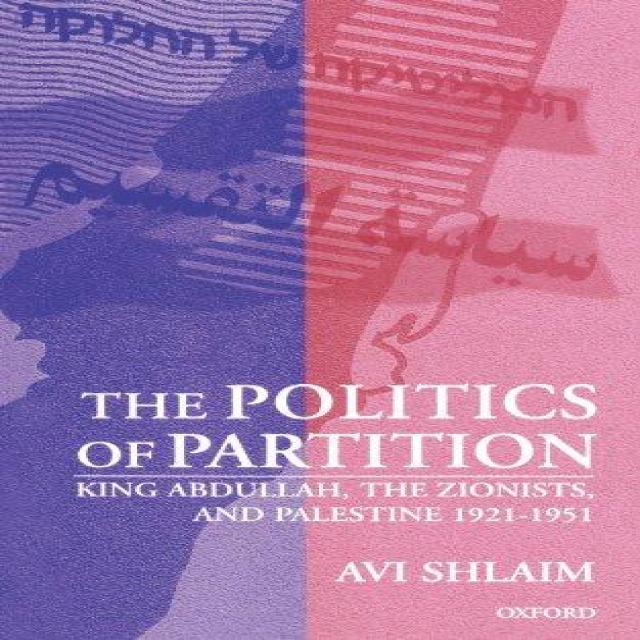 הפוליטיקה של החלוקה
سياسة التقسيم
THE POLITICS
OF PARTITION
KING ABDULLAH, THE ZIONISTS,
AND PALESTINE 1921-1951
AVI SHLAIM
OXFORD